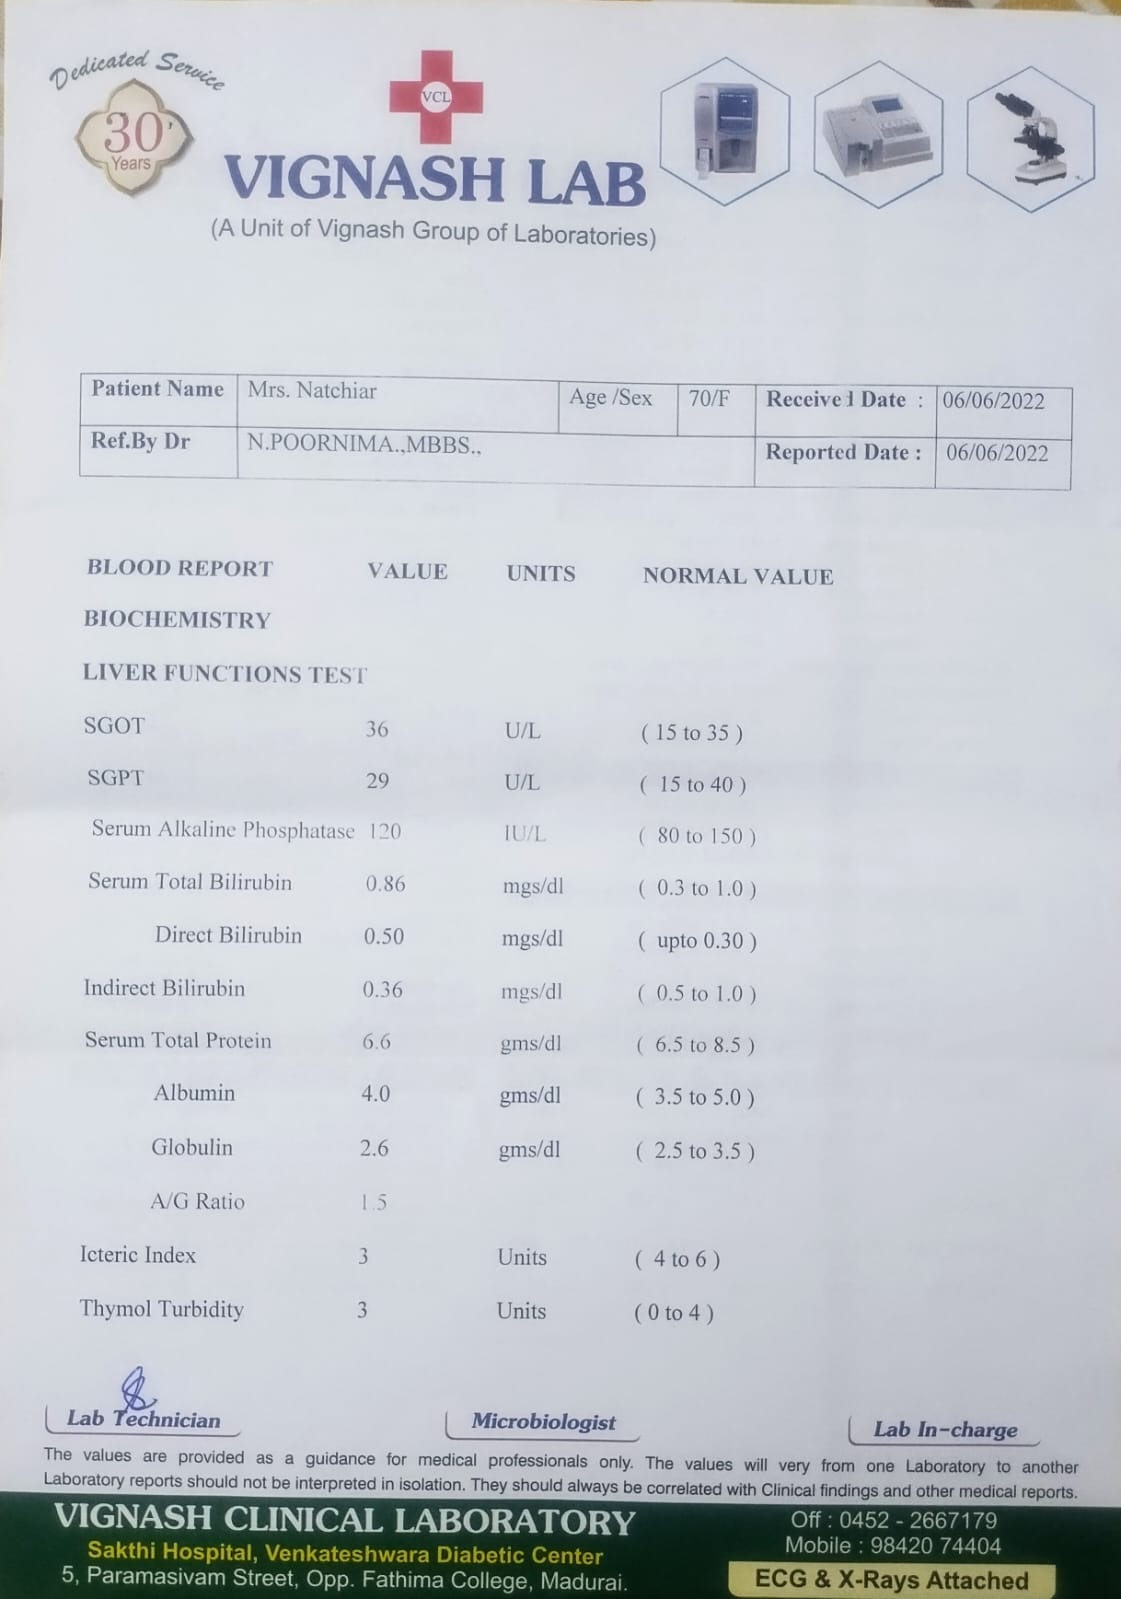 Dedicated Service
30'
Years
VCL
VIGNASH LAB
(A Unit of Vignash Group of Laboratories)
Patient Name Mrs. Natchiar Age /Sex 70/F Received Date : 06/06/2022
Ref.By Dr N.POORNIMA.,MBBS., Reported Date : 06/06/2022
BLOOD REPORT VALUE UNITS NORMAL VALUE
BIOCHEMISTRY
LIVER FUNCTIONS TEST
SGOT 36 U/L ( 15 to 35 )
SGPT 29 U/L ( 15 to 40 )
Serum Alkaline Phosphatase 120 IU/L ( 80 to 150 )
Serum Total Bilirubin 0.86 mgs/dl ( 0.3 to 1.0 )
Direct Bilirubin 0.50 mgs/dl ( upto 0.30 )
Indirect Bilirubin 0.36 mgs/dl ( 0.5 to 1.0 )
Serum Total Protein 6.6 gms/dl ( 6.5 to 8.5 )
Albumin 4.0 gms/dl ( 3.5 to 5.0 )
Globulin 2.6 gms/dl ( 2.5 to 3.5 )
A/G Ratio 1.5
Icteric Index 3 Units ( 4 to 6 )
Thymol Turbidity 3 Units ( 0 to 4 )
Lab Technician Microbiologist Lab In-charge
The values are provided as a guidance for medical professionals only. The values will very from one Laboratory to another
Laboratory reports should not be interpreted in isolation. They should always be correlated with Clinical findings and other medical reports.
VIGNASH CLINICAL LABORATORY
Sakthi Hospital, Venkateshwara Diabetic Center
5, Paramasivam Street, Opp. Fathima College, Madurai.
Off : 0452 - 2667179
Mobile : 98420 74404
ECG & X-Rays Attached